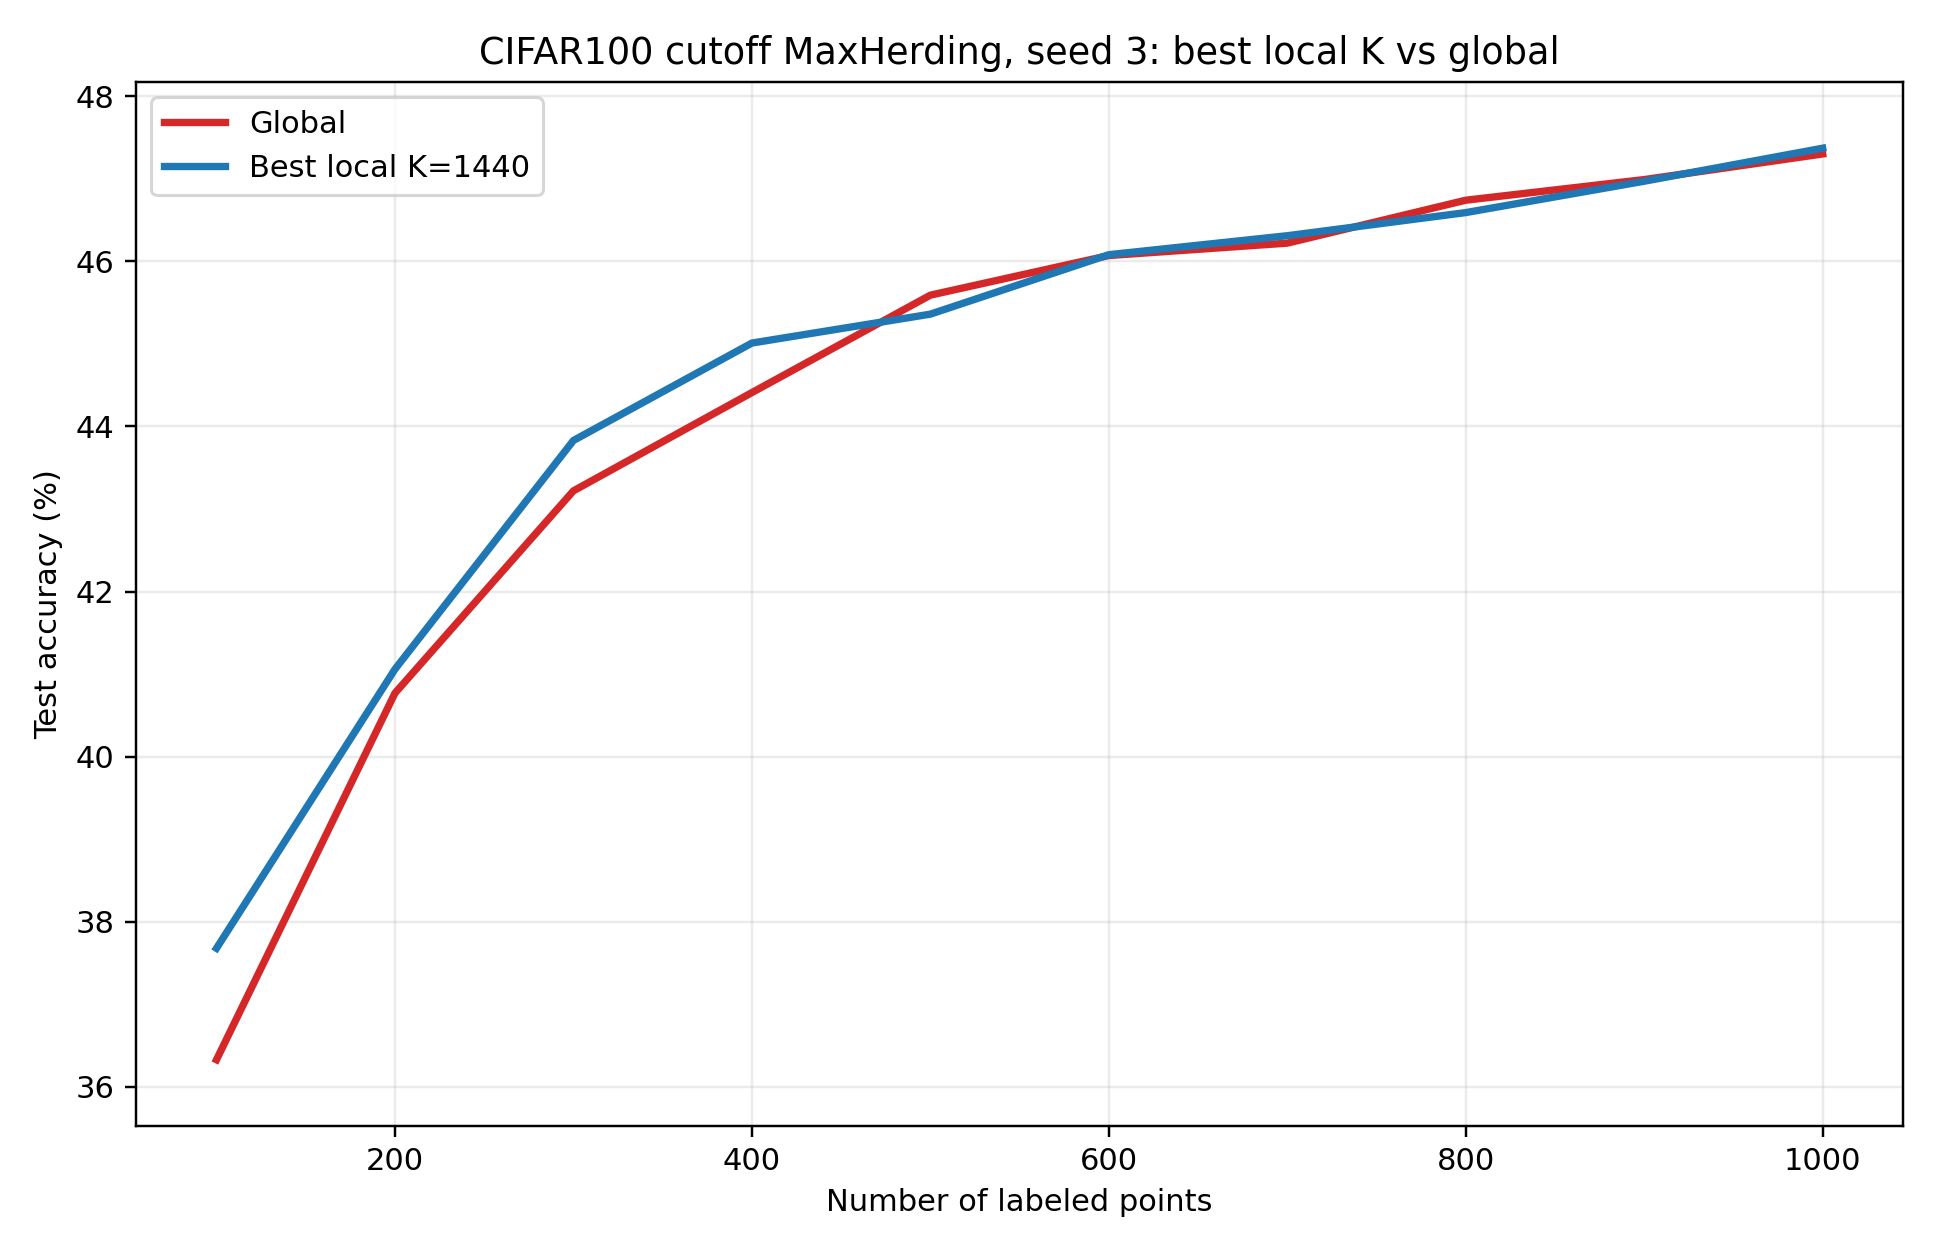 CIFAR100 cutoff MaxHerding, seed 3: best local K vs global
Global
Best local K=1440
48
46
44
42
40
38
36
Test accuracy (%)
200 400 600 800 1000
Number of labeled points